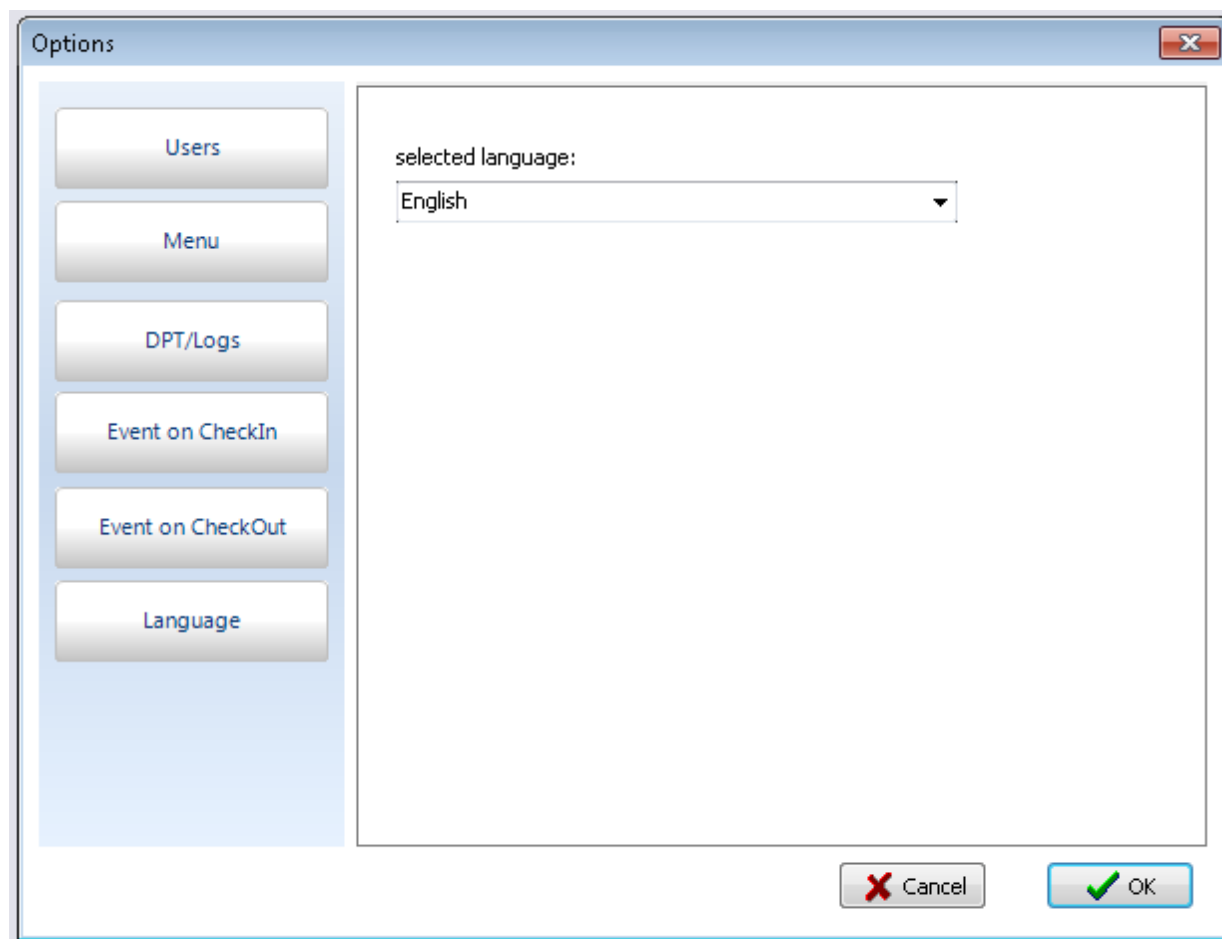 Options
Users
Menu
DPT/Logs
Event on CheckIn
Event on CheckOut
Language
selected language:
English
Cancel
OK